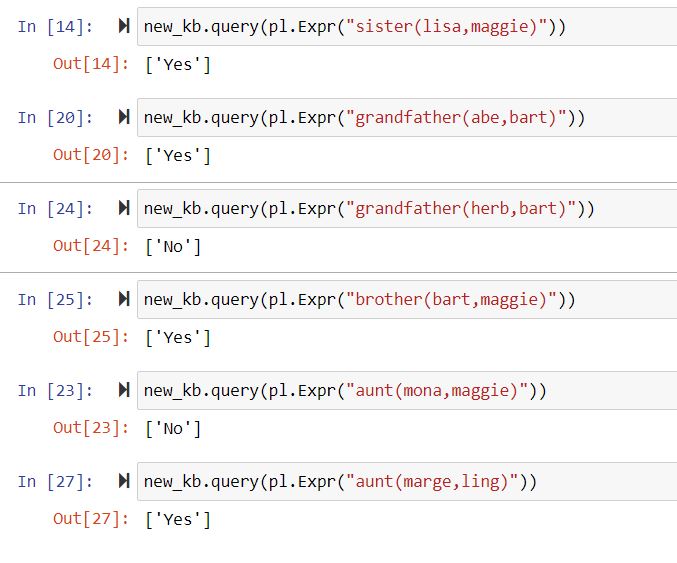 In [14]: new_kb.query(pl.Expr("sister(lisa,maggie)"))
Out[14]: ['Yes']
In [20]: new_kb.query(pl.Expr("grandfather(abe,bart)"))
Out[20]: ['Yes']
In [24]: new_kb.query(pl.Expr("grandfather(herb,bart)"))
Out[24]: ['No']
In [25]: new_kb.query(pl.Expr("brother(bart,maggie)"))
Out[25]: ['Yes']
In [23]: new_kb.query(pl.Expr("aunt(mona,maggie)"))
Out[23]: ['No']
In [27]: new_kb.query(pl.Expr("aunt(marge,ling)"))
Out[27]: ['Yes']